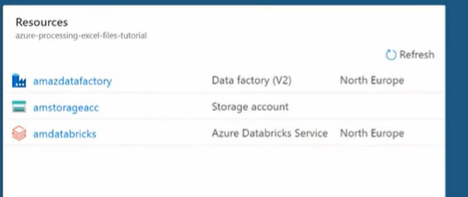 Resources
azure-processing-excel-files-tutorial
Refresh
amazdatafactory Data factory (V2) North Europe
amstorageacc Storage account
amdatabricks Azure Databricks Service North Europe